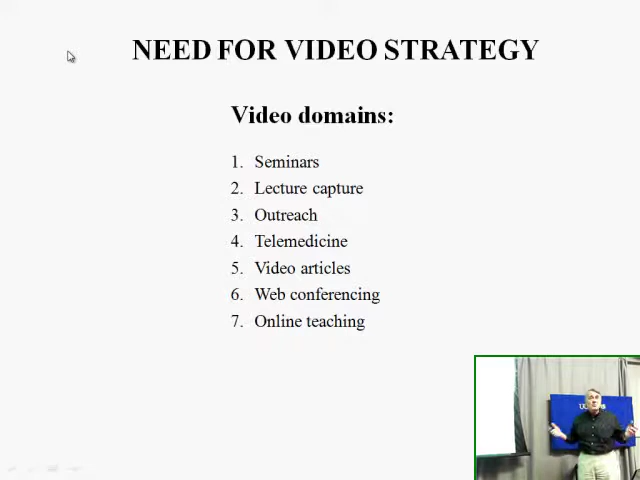 NEED FOR VIDEO STRATEGY
Video domains:
1. Seminars
2. Lecture capture
3. Outreach
4. Telemedicine
5. Video articles
6. Web conferencing
7. Online teaching